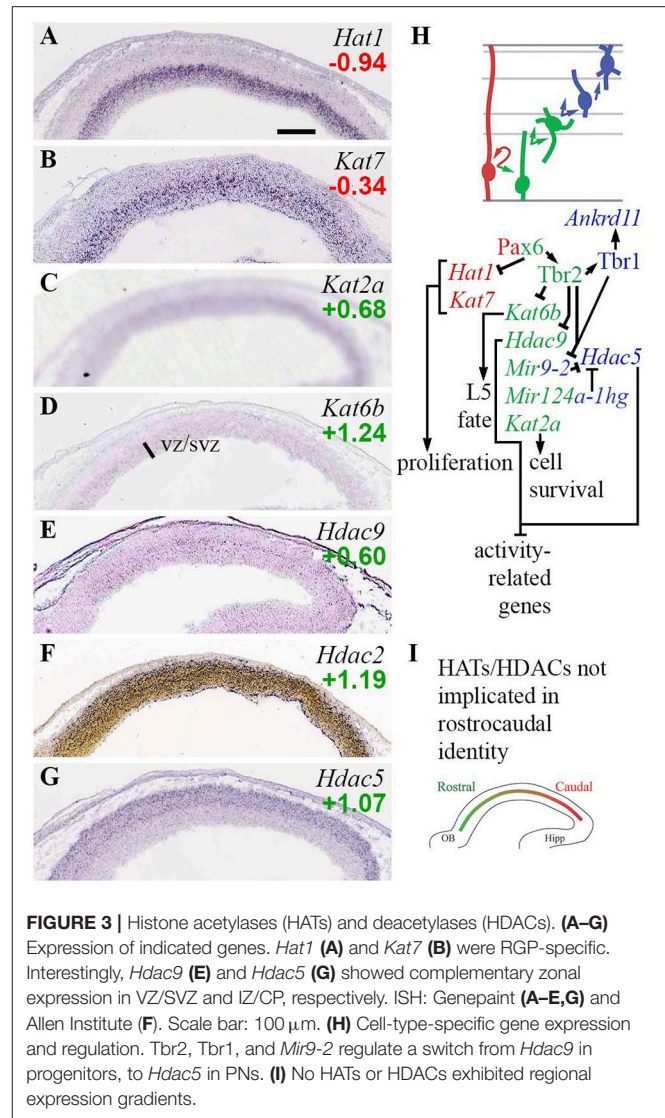 A
Hat1
-0.94
B
Kat7
-0.34
C
Kat2a
+0.68
D
Kat6b
+1.24
vz/svz
E
Hdac9
+0.60
F
Hdac2
+1.19
G
Hdac5
+1.07
H
Ankrd11
Pax6
Tbr1
Hat1
Tbr2
Kat7
Kat6b
Hdac9
Mir9-2
Hdac5
L5
fate
Mir124a-1hg
Kat2a
proliferation
cell
survival
activity-
related
genes
I
HATs/HDACs not
implicated in
rostrocaudal
identity
Rostral
Caudal
OB
Hipp
FIGURE 3 | Histone acetylases (HATs) and deacetylases (HDACs). (A–G)
Expression of indicated genes. Hat1 (A) and Kat7 (B) were RGP-specific.
Interestingly, Hdac9 (E) and Hdac5 (G) showed complementary zonal
expression in VZ/SVZ and IZ/CP, respectively. ISH: Genepaint (A–E,G) and
Allen Institute (F). Scale bar: 100 μm. (H) Cell-type-specific gene expression
and regulation. Tbr2, Tbr1, and Mir9-2 regulate a switch from Hdac9 in
progenitors, to Hdac5 in PNs. (I) No HATs or HDACs exhibited regional
expression gradients.